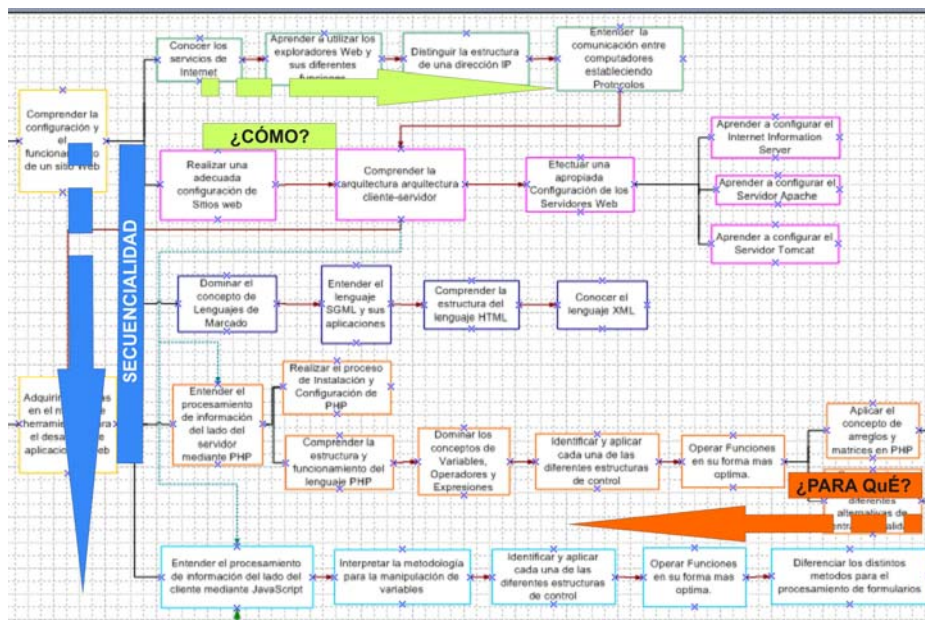 Conocer los
servicios de
Internet
Aprender a utilizar los
exploradores Web y
sus diferentes
funciones
Distinguir la estructura
de una dirección IP
Entender la
comunicación entre
computadores
estableciendo
Protocolos
Comprender la
configuración y
el
de un sitio Web
¿CÓMO?
Realizar una
adecuada
configuración de
Sitios web
Comprender la
arquitectura arquitectura
cliente-servidor
Efectuar una
apropiada
Configuración de los
Servidores Web
Aprender a configurar el
Internet Information
Server
Aprender a configurar el
Servidor Apache
Aprender a configurar el
Servidor Tomcat
SECUENCIALIDAD
Dominar el
concepto de
Lenguajes de
Marcado
Entender el
lenguaje
SGML y sus
aplicaciones
Comprender la
estructura del
lenguaje HTML
Conocer el
lenguaje XML
en el
el
Entender el
procesamiento
de información
del lado del
servidor
mediante PHP
Realizar el proceso
de Instalación y
Configuración de
PHP
Comprender la
estructura y
funcionamiento del
lenguaje PHP
Dominar los
conceptos de
Variables,
Operadores y
Expresiones
Identificar y aplicar
cada una de las
diferentes estructuras
de control
Operar Funciones
en su forma mas
optima.
Aplicar el
concepto de
arreglos y
matrices en PHP
¿PARA QuÉ?
diferentes
alternativas de
Entender el procesamiento
de información del lado del
cliente mediante JavaScript
Interpretar la metodología
para la manipulación de
variables
Identificar y aplicar
cada una de las
diferentes estructuras
de control
Operar Funciones
en su forma mas
optima.
Diferenciar los distintos
metodos para el
procesamiento de formularios